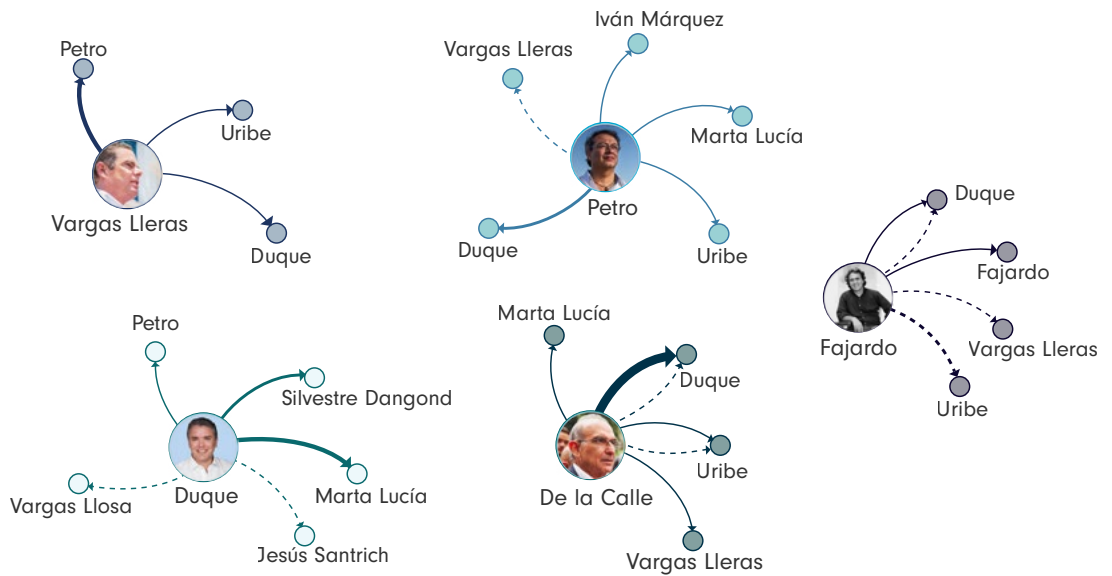 Petro
Uribe
Vargas Lleras
Duque
Iván Márquez
Vargas Lleras
Marta Lucía
Petro
Duque
Uribe
Duque
Fajardo
Fajardo
Vargas Lleras
Uribe
Petro
Silvestre Dangond
Duque
Marta Lucía
Vargas Llosa
Jesús Santrich
Marta Lucía
Duque
Uribe
De la Calle
Vargas Lleras